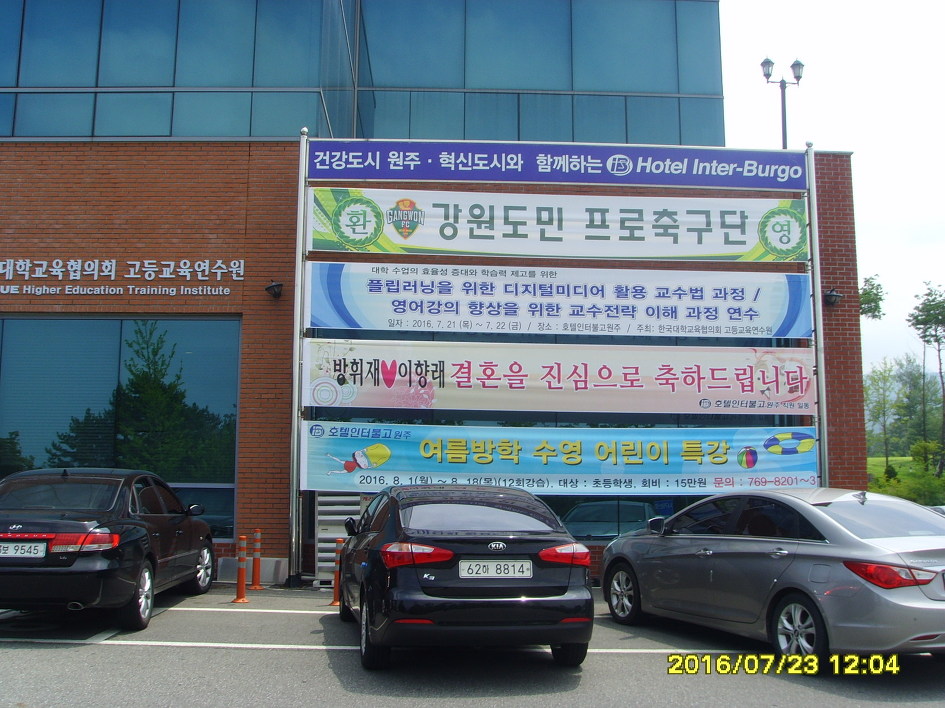 건강도시 원주 · 혁신도시와 함께하는 Hotel Inter-Burgo
환 GANGWON FC 강원도민 프로축구단 영
대학교육협의회 고등교육연수원
UE Higher Education Training Institute
대학 수업의 효율성 증대와 학습력 제고를 위한
플립러닝을 위한 디지털미디어 활용 교수법 과정 /
영어강의 향상을 위한 교수전략 이해 과정 연수
일자 : 2016, 7. 21 (목) ~ 7. 22 (금) / 장소 : 호텔인터불고원주 / 주최: 한국대학교육협의회 고등교육연수원
방휘재♥이향래 결혼을 진심으로 축하드립니다
호텔인터불고 원주 직원 일동
호텔인터불고 원주
여름방학 수영 어린이 특강
2016. 8. 1(월) ~ 8. 18(목)(12회강습), 대상 : 초등학생, 회비 : 15만원 문의 : 769-8201~3
9545
KIA
K3
62하 8814
2016/07/23 12:04